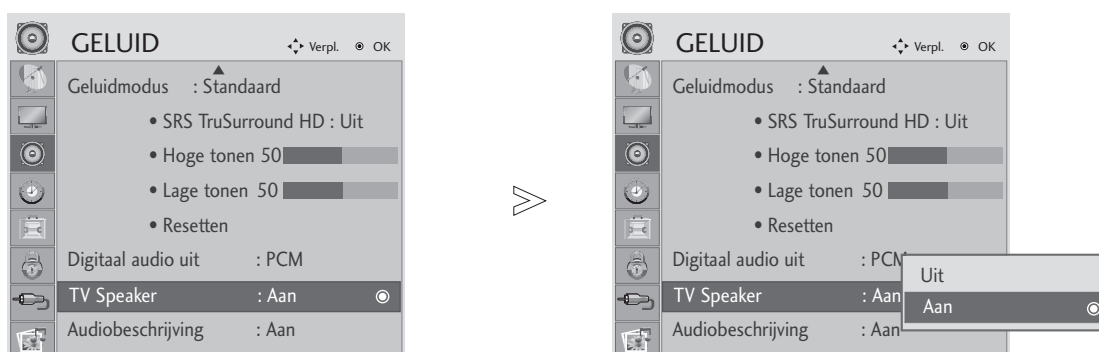 GELUID Verpl. OK
Geluidmodus : Standaard
• SRS TruSurround HD : Uit
• Hoge tonen 50
• Lage tonen 50
• Resetten
Digitaal audio uit : PCM
TV Speaker : Aan
Audiobeschrijving : Aan
GELUID Verpl. OK
Geluidmodus : Standaard
• SRS TruSurround HD : Uit
• Hoge tonen 50
• Lage tonen 50
• Resetten
Digitaal audio uit : PCM
Uit
TV Speaker : Aan
Aan
Audiobeschrijving : Aan